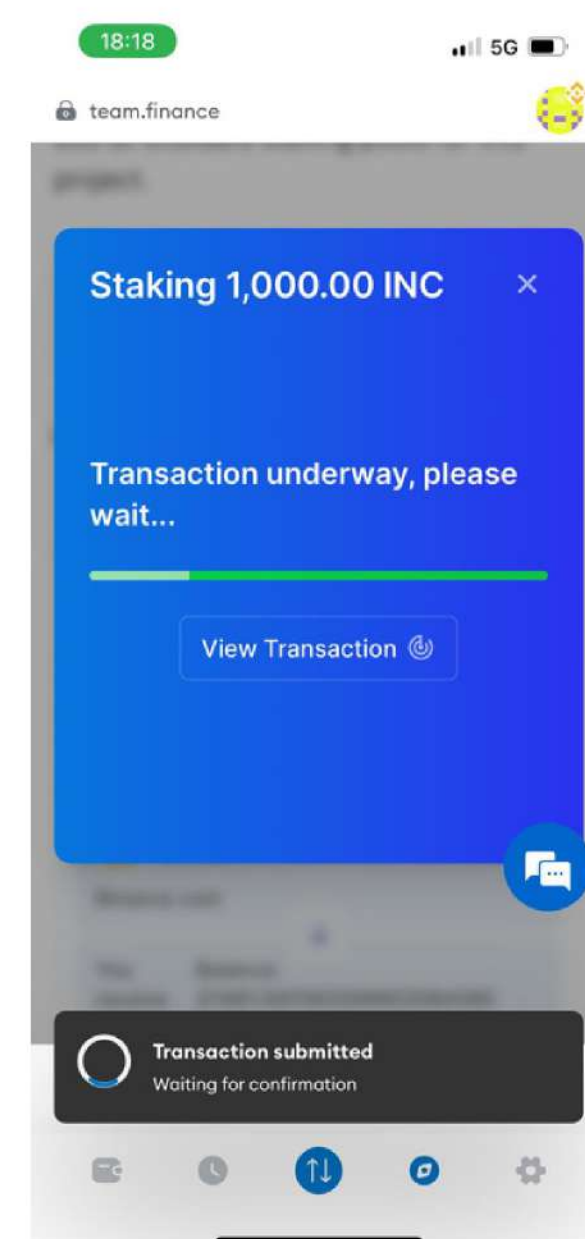 18:18
5G
team.finance
project.
Staking 1,000.00 INC
Transaction underway, please
wait...
View Transaction
Transaction submitted
Waiting for confirmation